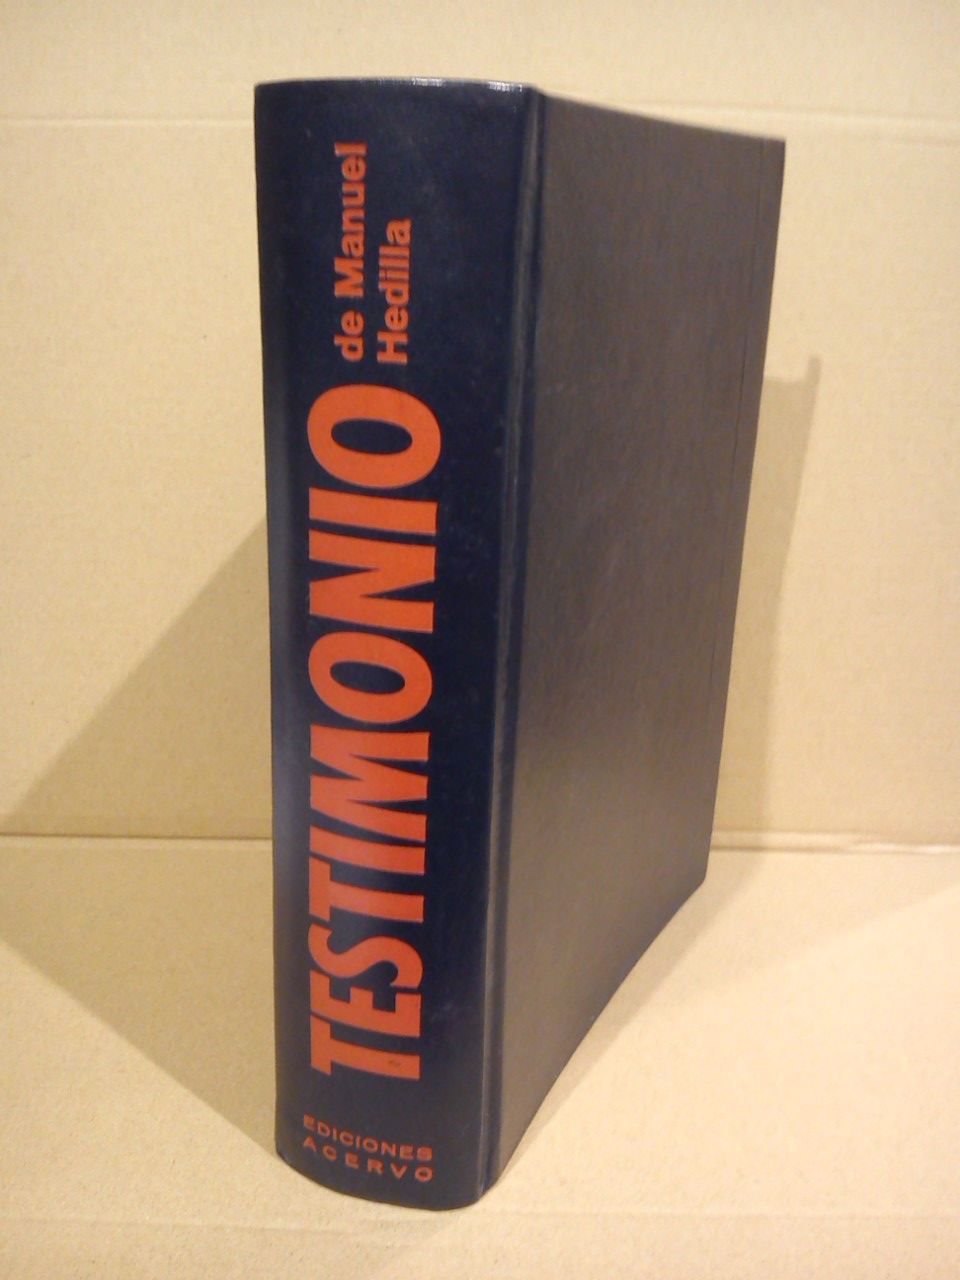 TESTIMONIO
de Manuel
Hedilla
EDICIONES
ACERVO